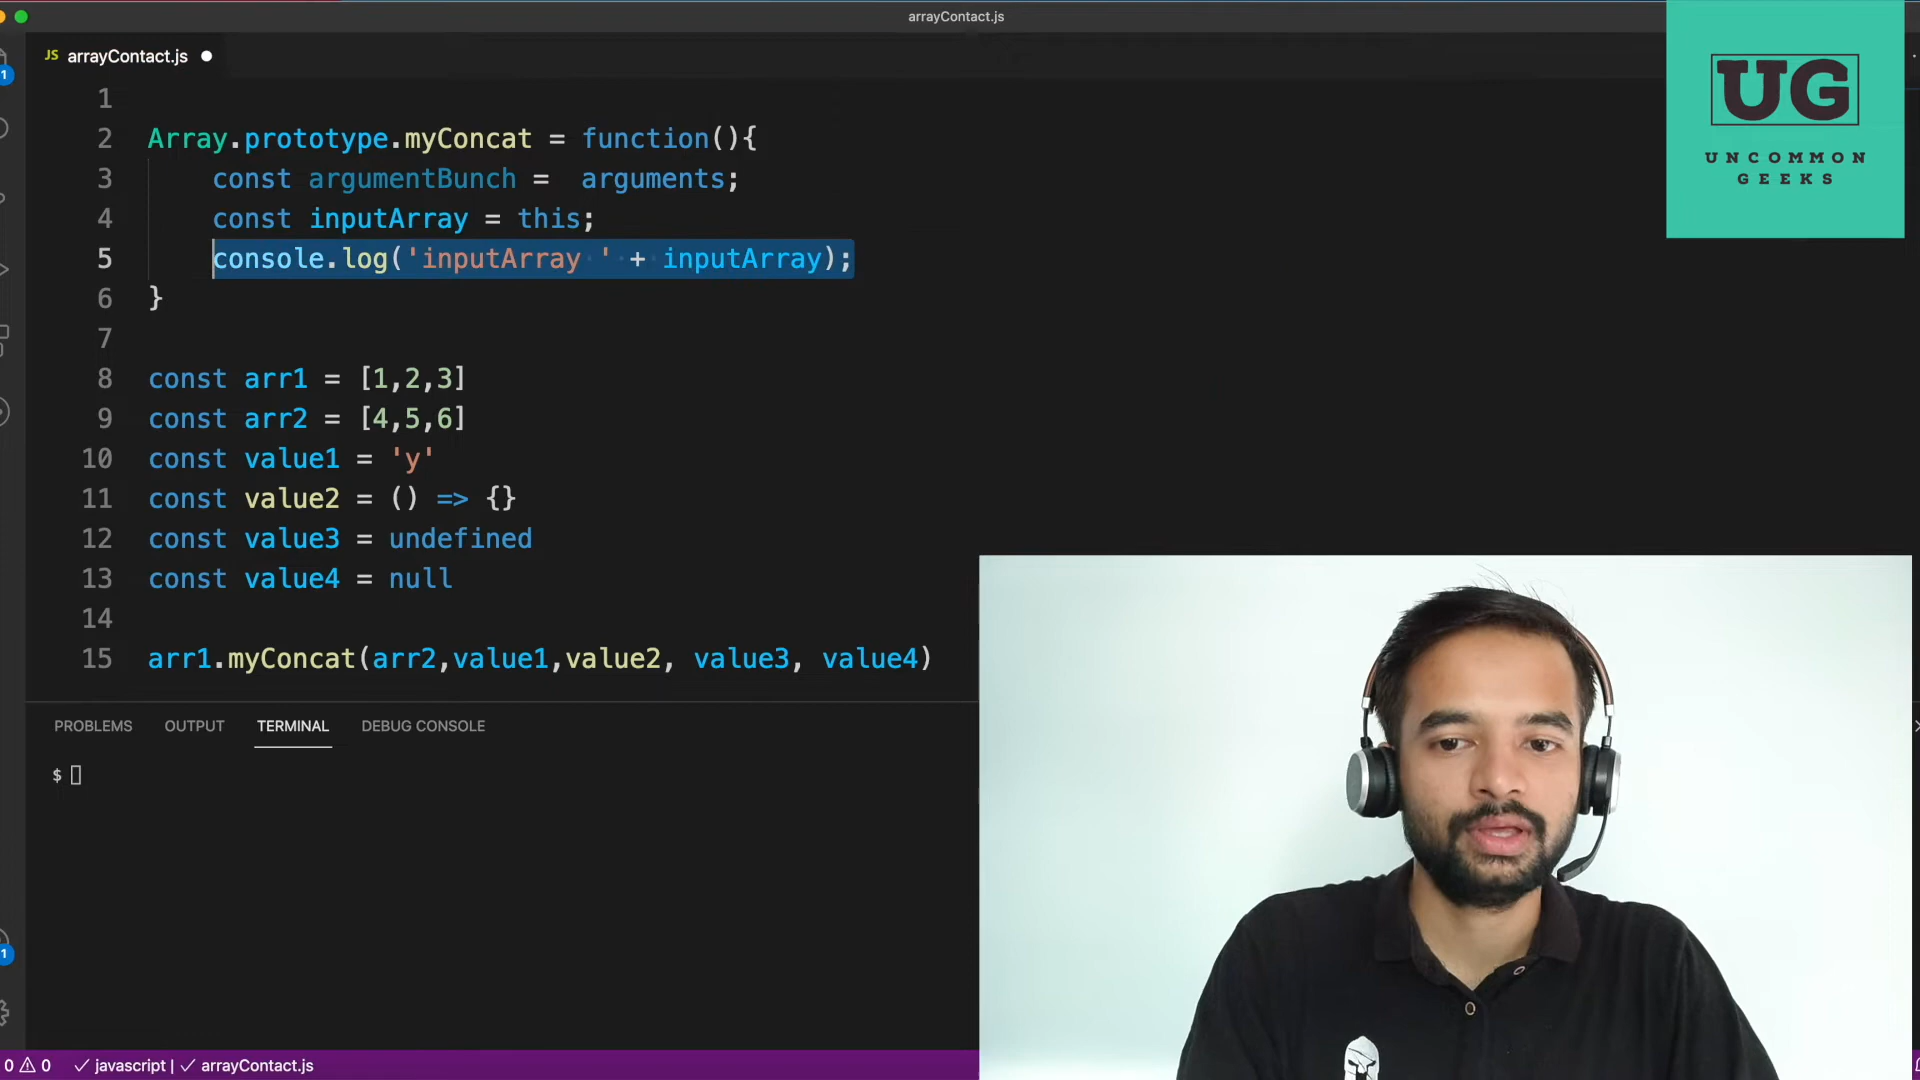 arrayContact.js
JS arrayContact.js
1
2 Array.prototype.myConcat = function(){
3 const argumentBunch =  arguments;
4 const inputArray = this;
5 console.log('inputArray ' + inputArray);
6 }
7
8 const arr1 = [1,2,3]
9 const arr2 = [4,5,6]
10 const value1 = 'y'
11 const value2 = () => {}
12 const value3 = undefined
13 const value4 = null
14
15 arr1.myConcat(arr2,value1,value2, value3, value4)
UG
UNCOMMON
GEEKS
1
PROBLEMS OUTPUT TERMINAL DEBUG CONSOLE
$
1
0 0 javascript | arrayContact.js